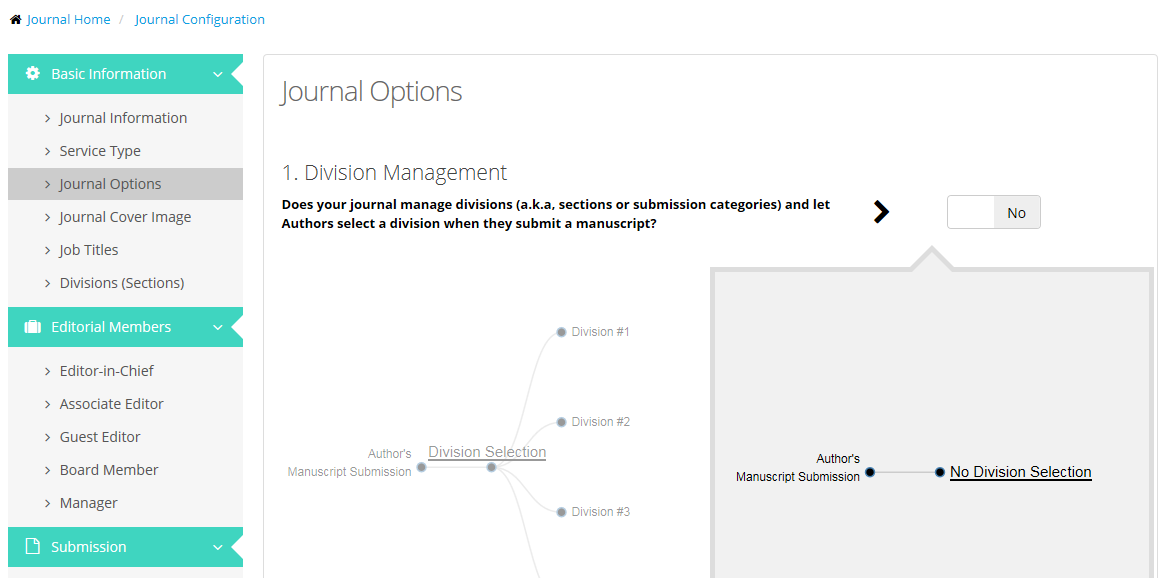 Journal Home / Journal Configuration
Basic Information
Journal Information
Service Type
Journal Options
Journal Cover Image
Job Titles
Divisions (Sections)
Editorial Members
Editor-in-Chief
Associate Editor
Guest Editor
Board Member
Manager
Submission
Journal Options
1. Division Management
Does your journal manage divisions (a.k.a, sections or submission categories) and let
Authors select a division when they submit a manuscript?
No
Division #1
Division #2
Author's
Manuscript Submission
Division Selection
Division #3
Author's
Manuscript Submission
No Division Selection